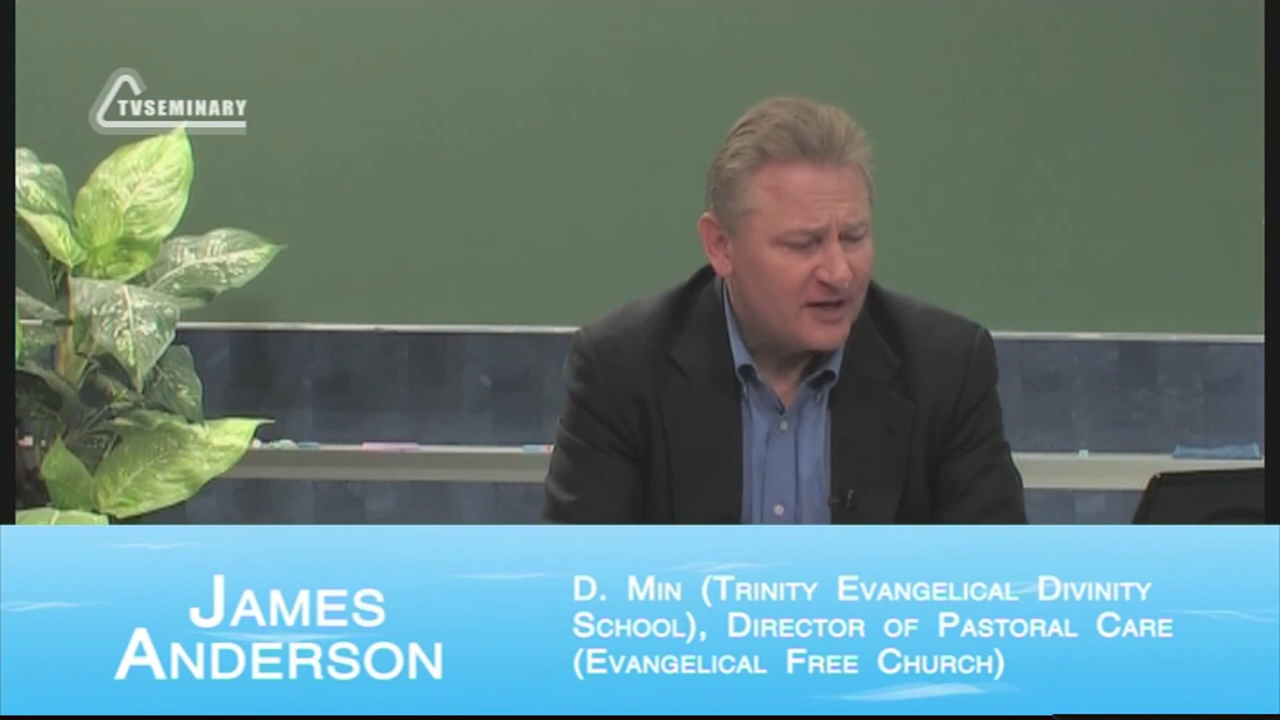 TVSEMINARY
James
Anderson
D. Min (Trinity Evangelical Divinity
School), Director of Pastoral Care
(Evangelical Free Church)